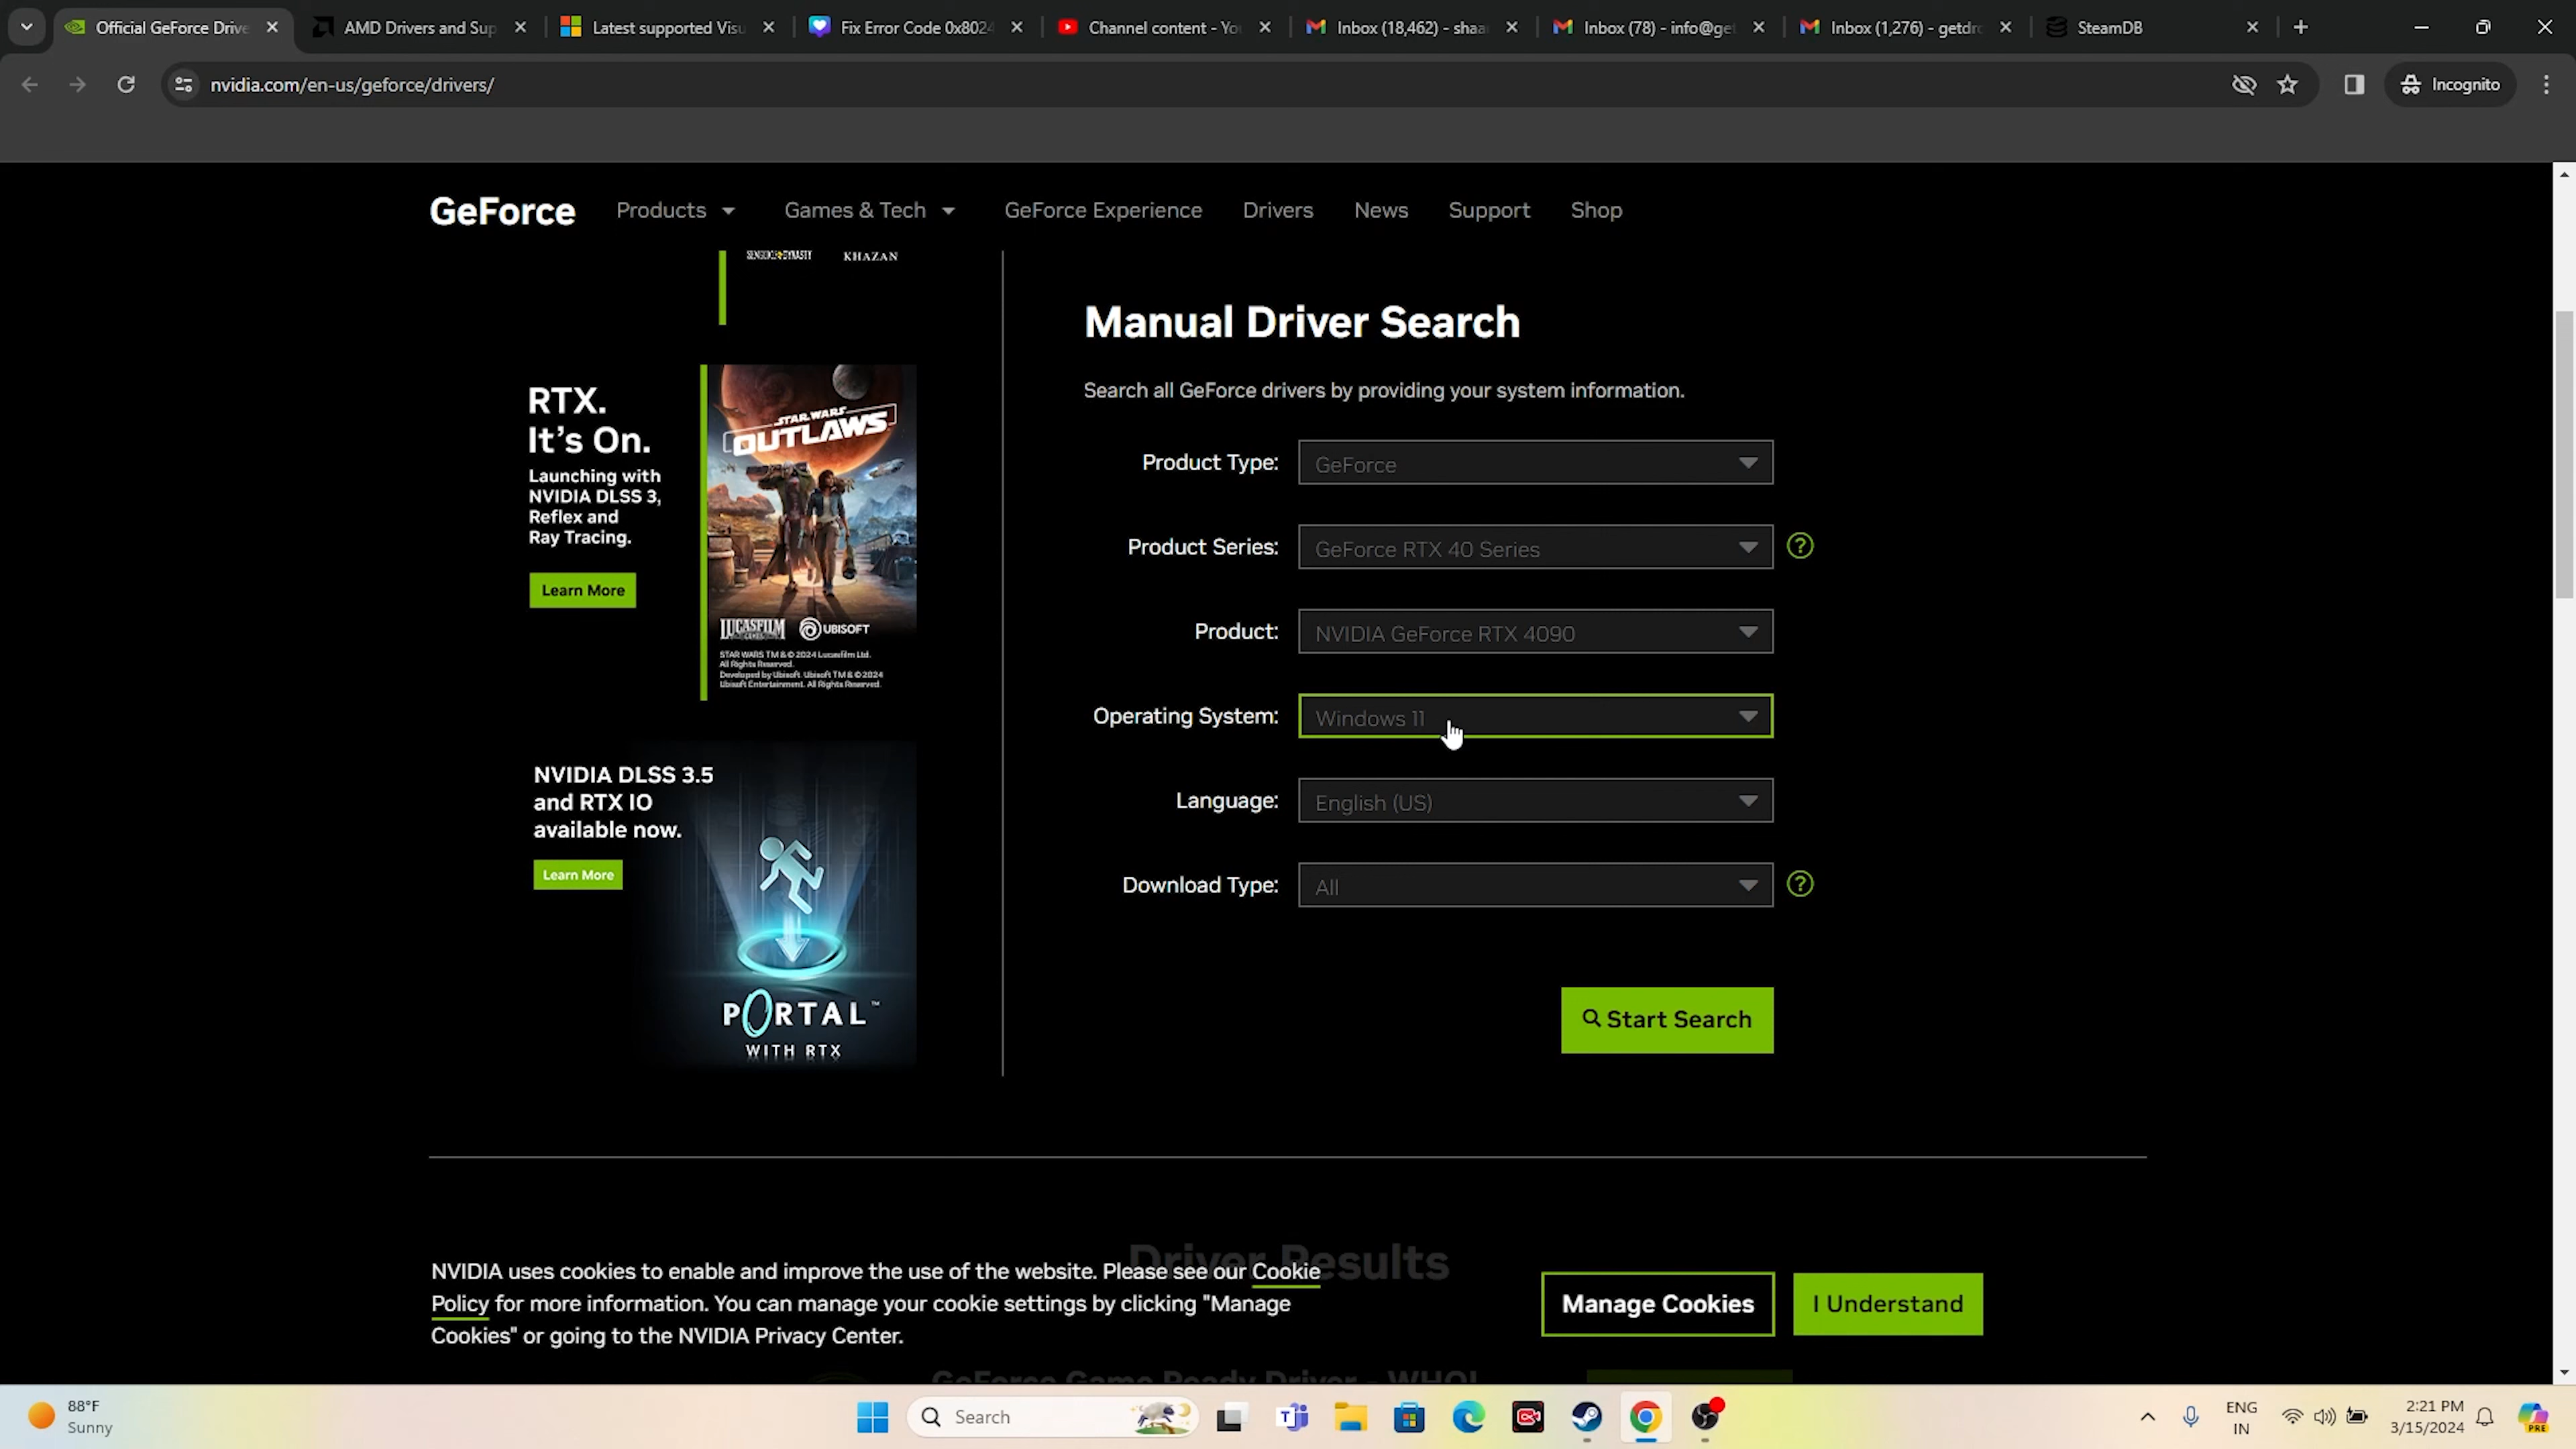 Official GeForce Drive
AMD Drivers and Sup
Latest supported Visu
Fix Error Code 0x8024
Channel content - Yo
Inbox (18,462) - shaa
Inbox (78) - info@get
Inbox (1,276) - getdro
SteamDB
nvidia.com/en-us/geforce/drivers/
Incognito
GeForce
Products
Games & Tech
GeForce Experience
Drivers
News
Support
Shop
KHAZAN
RTX.
It's On.
Launching with
NVIDIA DLSS 3,
Reflex and
Ray Tracing.
Learn More
STAR WARS
OUTLAWS
LUCASFILM
GAMES
UBISOFT
STAR WARS TM & © 2024 Lucasfilm Ltd.
All Rights Reserved.
Developed by Ubisoft. Ubisoft TM & © 2024
Ubisoft Entertainment. All Rights Reserved.
NVIDIA DLSS 3.5
and RTX IO
available now.
Learn More
PORTAL™
WITH RTX
Manual Driver Search
Search all GeForce drivers by providing your system information.
Product Type: GeForce
Product Series: GeForce RTX 40 Series
Product: NVIDIA GeForce RTX 4090
Operating System: Windows 11
Language: English (US)
Download Type: All
Start Search
Driver Results
NVIDIA uses cookies to enable and improve the use of the website. Please see our Cookie
Policy for more information. You can manage your cookie settings by clicking "Manage
Cookies" or going to the NVIDIA Privacy Center.
Manage Cookies
I Understand
GeForce Game Ready Driver - WHQL
88°F
Sunny
Search
ENG
IN
2:21 PM
3/15/2024
PRE